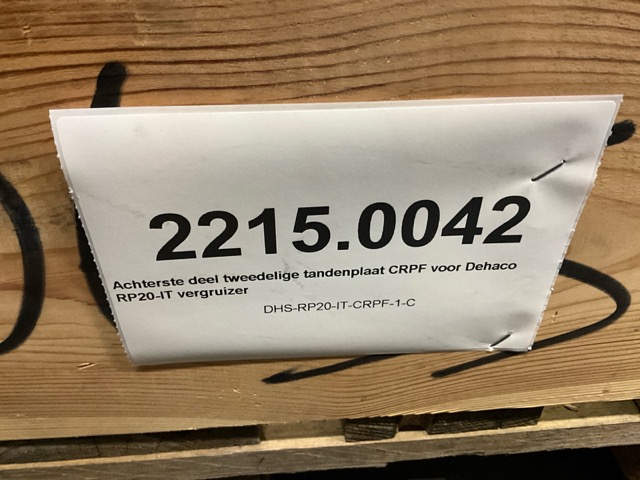 2215.0042
Achterste deel tweedelige tandenplaat CRPF voor Dehaco
RP20-IT vergruizer
DHS-RP20-IT-CRPF-1-C